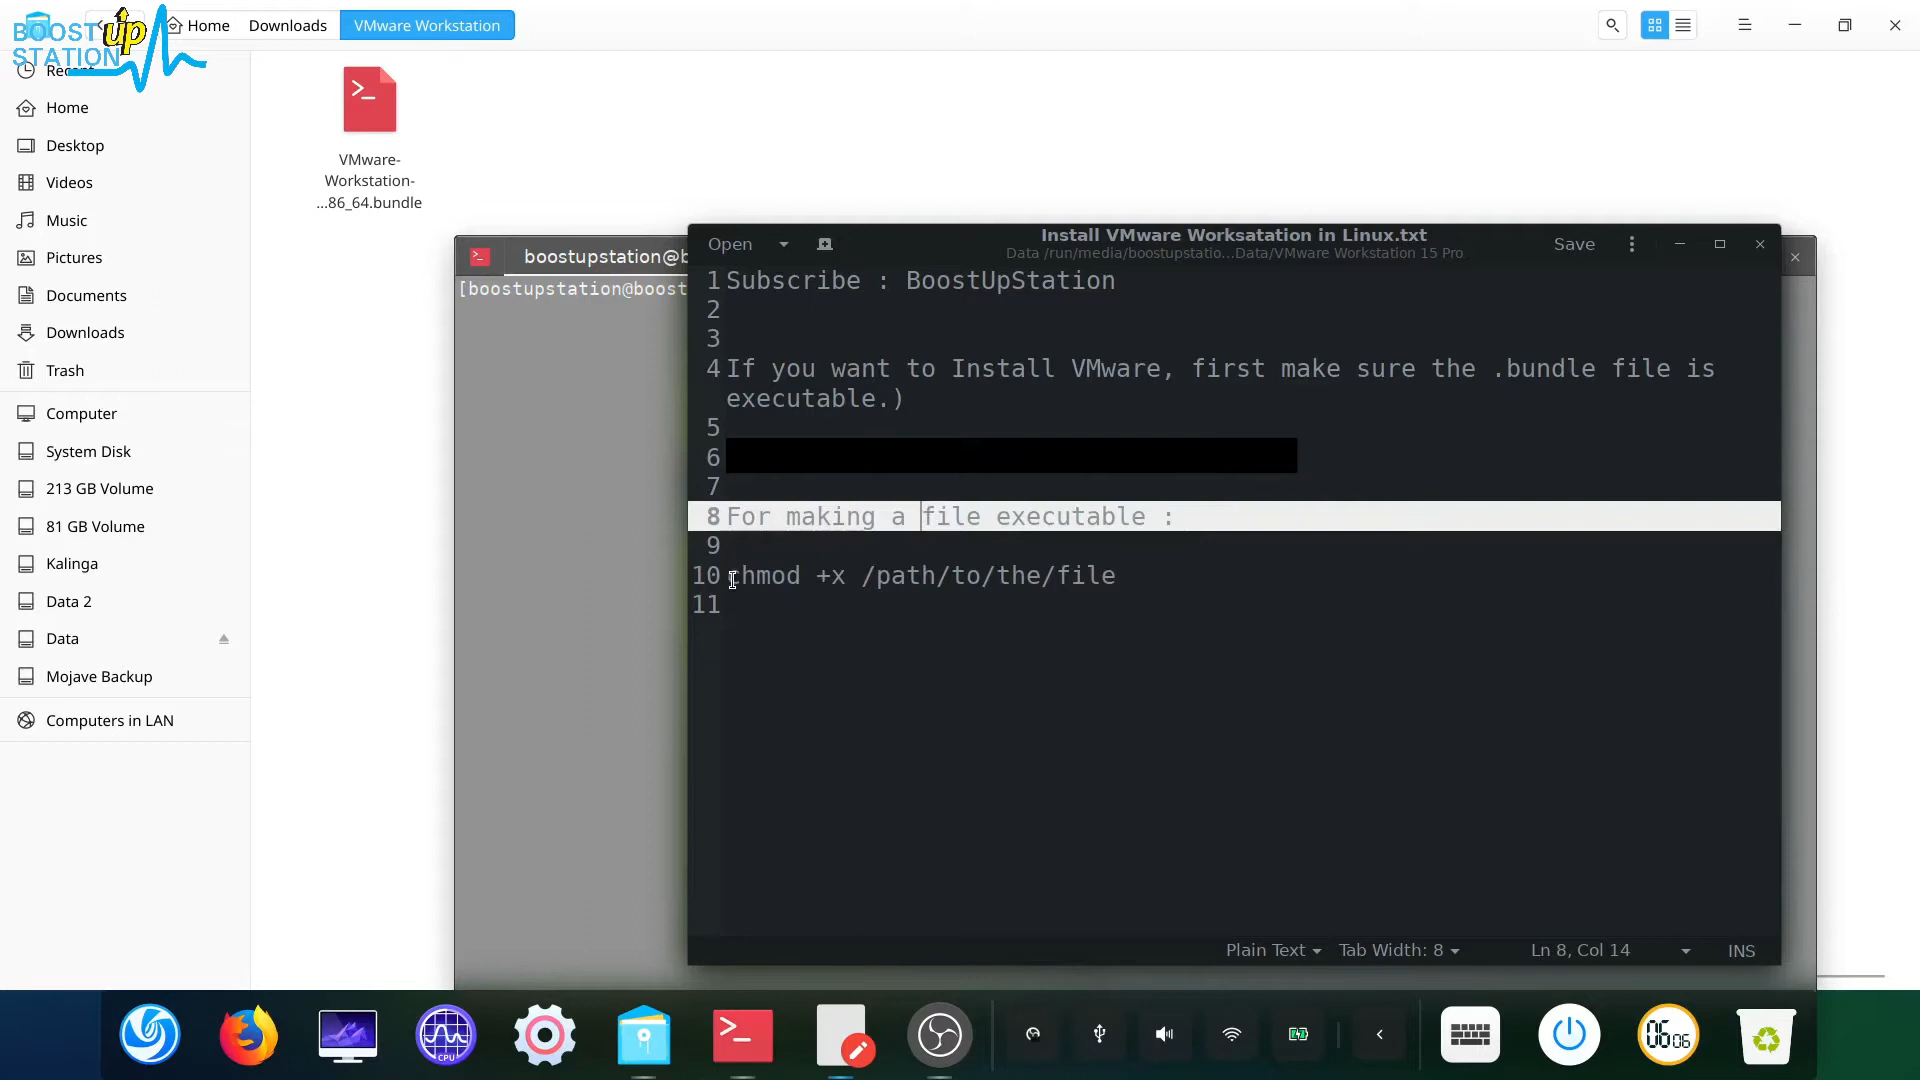 BOOST UP
STATION
Home
Downloads
VMware Workstation
Recent
Home
Desktop
Videos
Music
Pictures
Documents
Downloads
Trash
Computer
System Disk
213 GB Volume
81 GB Volume
Kalinga
Data 2
Data
Mojave Backup
Computers in LAN
VMware-
Workstation-
...86_64.bundle
boostupstation@b
[boostupstation@boost
Open
Install VMware Worksatation in Linux.txt
Data /run/media/boostupstatio...Data/VMware Workstation 15 Pro
Save
1 Subscribe : BoostUpStation
2
3
4 If you want to Install VMware, first make sure the .bundle file is
executable.)
5
6
7
8 For making a file executable :
9
10 chmod +x /path/to/the/file
11
Plain Text
Tab Width: 8
Ln 8, Col 14
INS
CPU
06 06